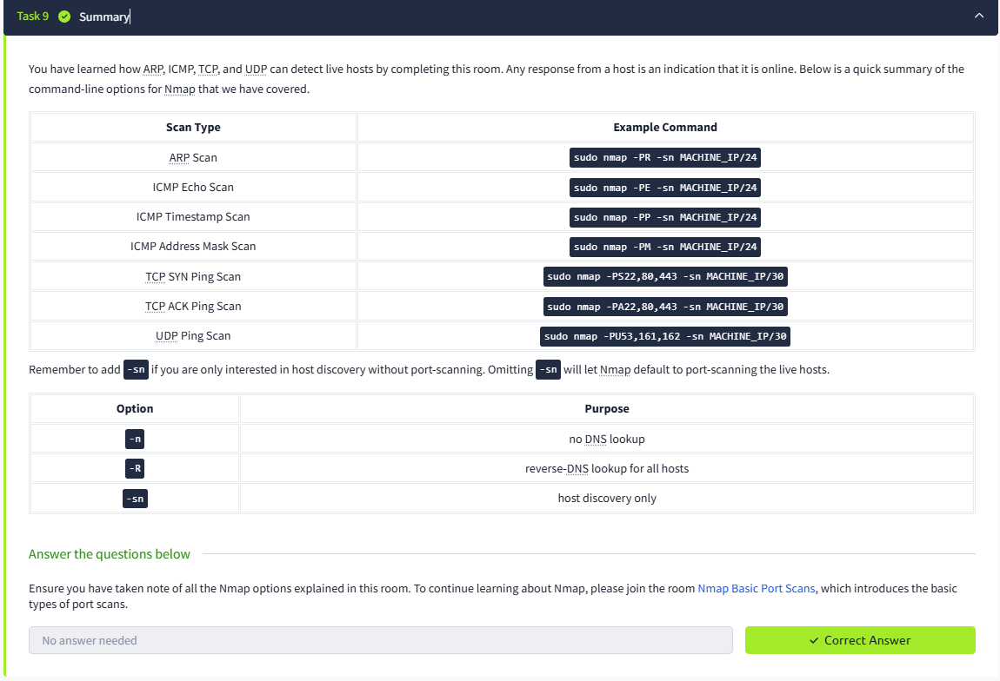 Task 9 Summary
You have learned how ARP, ICMP, TCP, and UDP can detect live hosts by completing this room. Any response from a host is an indication that it is online. Below is a quick summary of the
command-line options for Nmap that we have covered.
Scan Type Example Command
ARP Scan sudo nmap -PR -sn MACHINE_IP/24
ICMP Echo Scan sudo nmap -PE -sn MACHINE_IP/24
ICMP Timestamp Scan sudo nmap -PP -sn MACHINE_IP/24
ICMP Address Mask Scan sudo nmap -PM -sn MACHINE_IP/24
TCP SYN Ping Scan sudo nmap -PS22,80,443 -sn MACHINE_IP/30
TCP ACK Ping Scan sudo nmap -PA22,80,443 -sn MACHINE_IP/30
UDP Ping Scan sudo nmap -PU53,161,162 -sn MACHINE_IP/30
Remember to add -sn if you are only interested in host discovery without port-scanning. Omitting -sn will let Nmap default to port-scanning the live hosts.
Option Purpose
-n no DNS lookup
-R reverse-DNS lookup for all hosts
-sn host discovery only
Answer the questions below
Ensure you have taken note of all the Nmap options explained in this room. To continue learning about Nmap, please join the room Nmap Basic Port Scans, which introduces the basic
types of port scans.
No answer needed ✓ Correct Answer